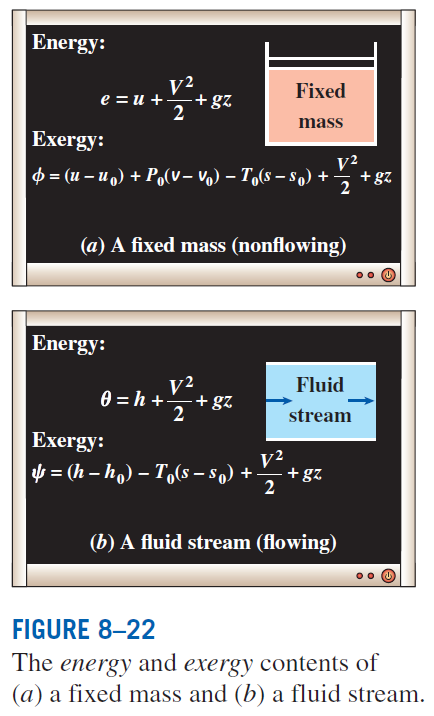 Energy:
e = u + V²/2 + gz
Fixed
mass
Exergy:
ϕ = (u – u₀) + P₀(v – v₀) – T₀(s – s₀) + V²/2 + gz
(a) A fixed mass (nonflowing)
Energy:
θ = h + V²/2 + gz
Fluid
stream
Exergy:
ψ = (h – h₀) – T₀(s – s₀) + V²/2 + gz
(b) A fluid stream (flowing)
FIGURE 8–22
The energy and exergy contents of
(a) a fixed mass and (b) a fluid stream.